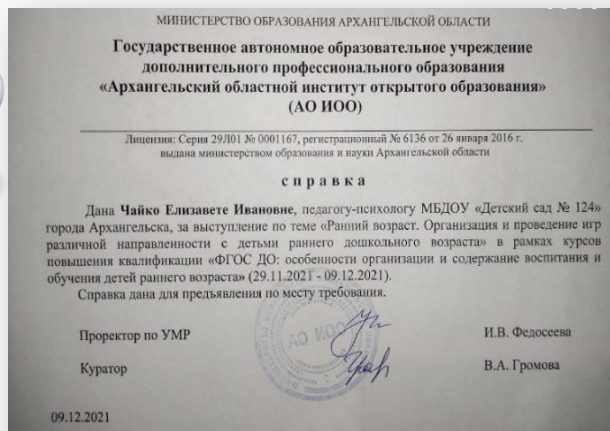 МИНИСТЕРСТВО ОБРАЗОВАНИЯ АРХАНГЕЛЬСКОЙ ОБЛАСТИ
Государственное автономное образовательное учреждение
дополнительного профессионального образования
«Архангельский областной институт открытого образования»
(АО ИОО)
Лицензия: Серия 29Л01 № 0001167, регистрационный № 6136 от 26 января 2016 г.
выдана министерством образования и науки Архангельской области
справка
Дана Чайко Елизавете Ивановне, педагогу-психологу МБДОУ «Детский сад № 124»
города Архангельска, за выступление по теме «Ранний возраст. Организация и проведение игр
различной направленности с детьми раннего дошкольного возраста» в рамках курсов
повышения квалификации «ФГОС ДО: особенности организации и содержание воспитания и
обучения детей раннего возраста» (29.11.2021 - 09.12.2021).
Справка дана для предъявления по месту требования.
Проректор по УМР И.В. Федосеева
АО ИОО
Куратор В.А. Громова
09.12.2021